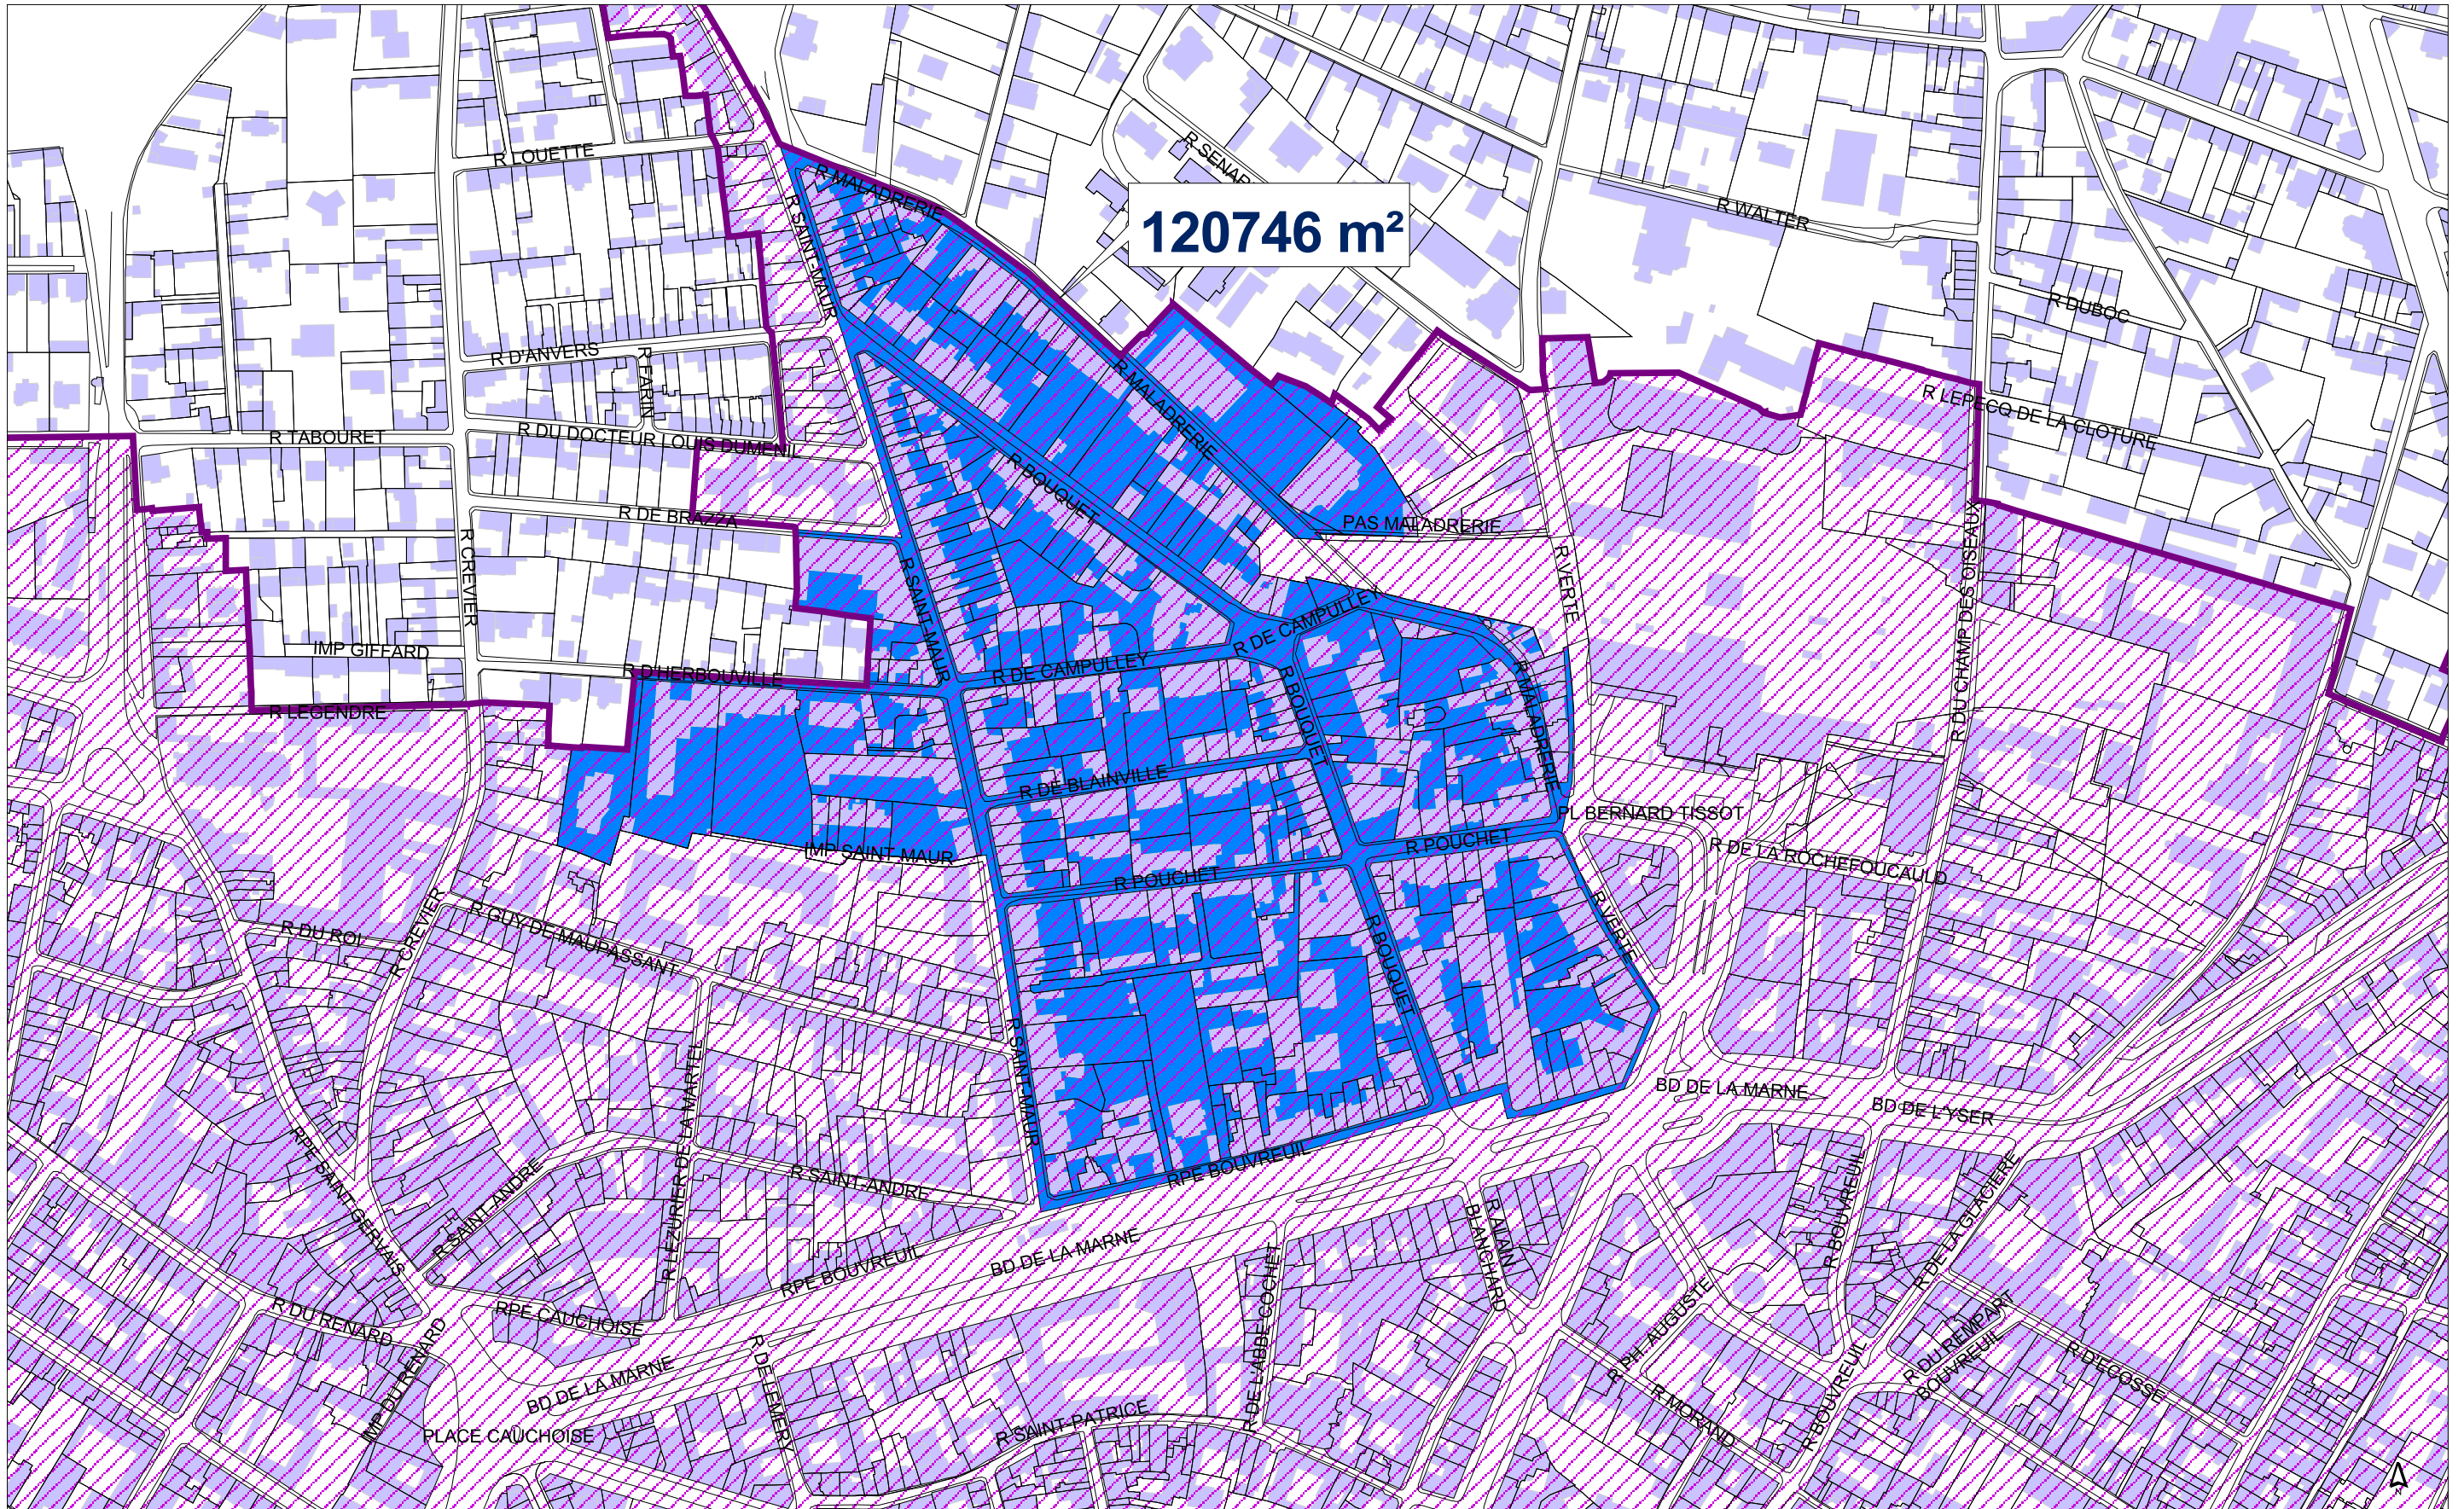 R LOUETTE
R MALADRERIE
R SENAR
120746 m²
R WALTER
R SAINT-MAUR
R DUBOC
R D'ANVERS
R FARIN
R MALADRERIE
R LEPECQ DE LA CLOTURE
R TABOURET
R DU DOCTEUR LOUIS DUMENIL
R BOUQUET
R DE BRAZZA
PAS MALADRERIE
R CREVIER
R SAINT MAUR
R VERTE
R DU CHAMP DES OISEAUX
R DE CAMPULLEY
IMP GIFFARD
R D'HERBOUVILLE
R DE CAMPULLEY
R BOUQUET
R MALADRERIE
R LEGENDRE
R DE BLAINVILLE
PL BERNARD TISSOT
IMP SAINT MAUR
R POUCHET
R DE LA ROCHEFOUCAULD
R POUCHET
R CREVIER
R GUY DE MAUPASSANT
R DU ROI
R BOUQUET
R VERTE
R SAINT-MAUR
R LEZURIER DE LA MARTEL
BD DE LA MARNE
BD DE L'YSER
RPE SAINT GERVAIS
R SAINT ANDRE
R SAINT-ANDRE
RPE BOUVREUIL
R BOUVREUIL
R DE LA GLACIERE
R ALAIN
BLANCHARD
RPE BOUVREUIL
BD DE LA MARNE
R DE L'ABBE COCHET
R DU RENARD
RPE CAUCHOISE
R PH. AUGUSTE
R DU REMPART
BOUVREUIL
R D'ECOSSE
IMP DU RENARD
BD DE LA MARNE
R DE LEMERY
R MORAND
R BOUVREUIL
R SAINT-PATRICE
PLACE CAUCHOISE